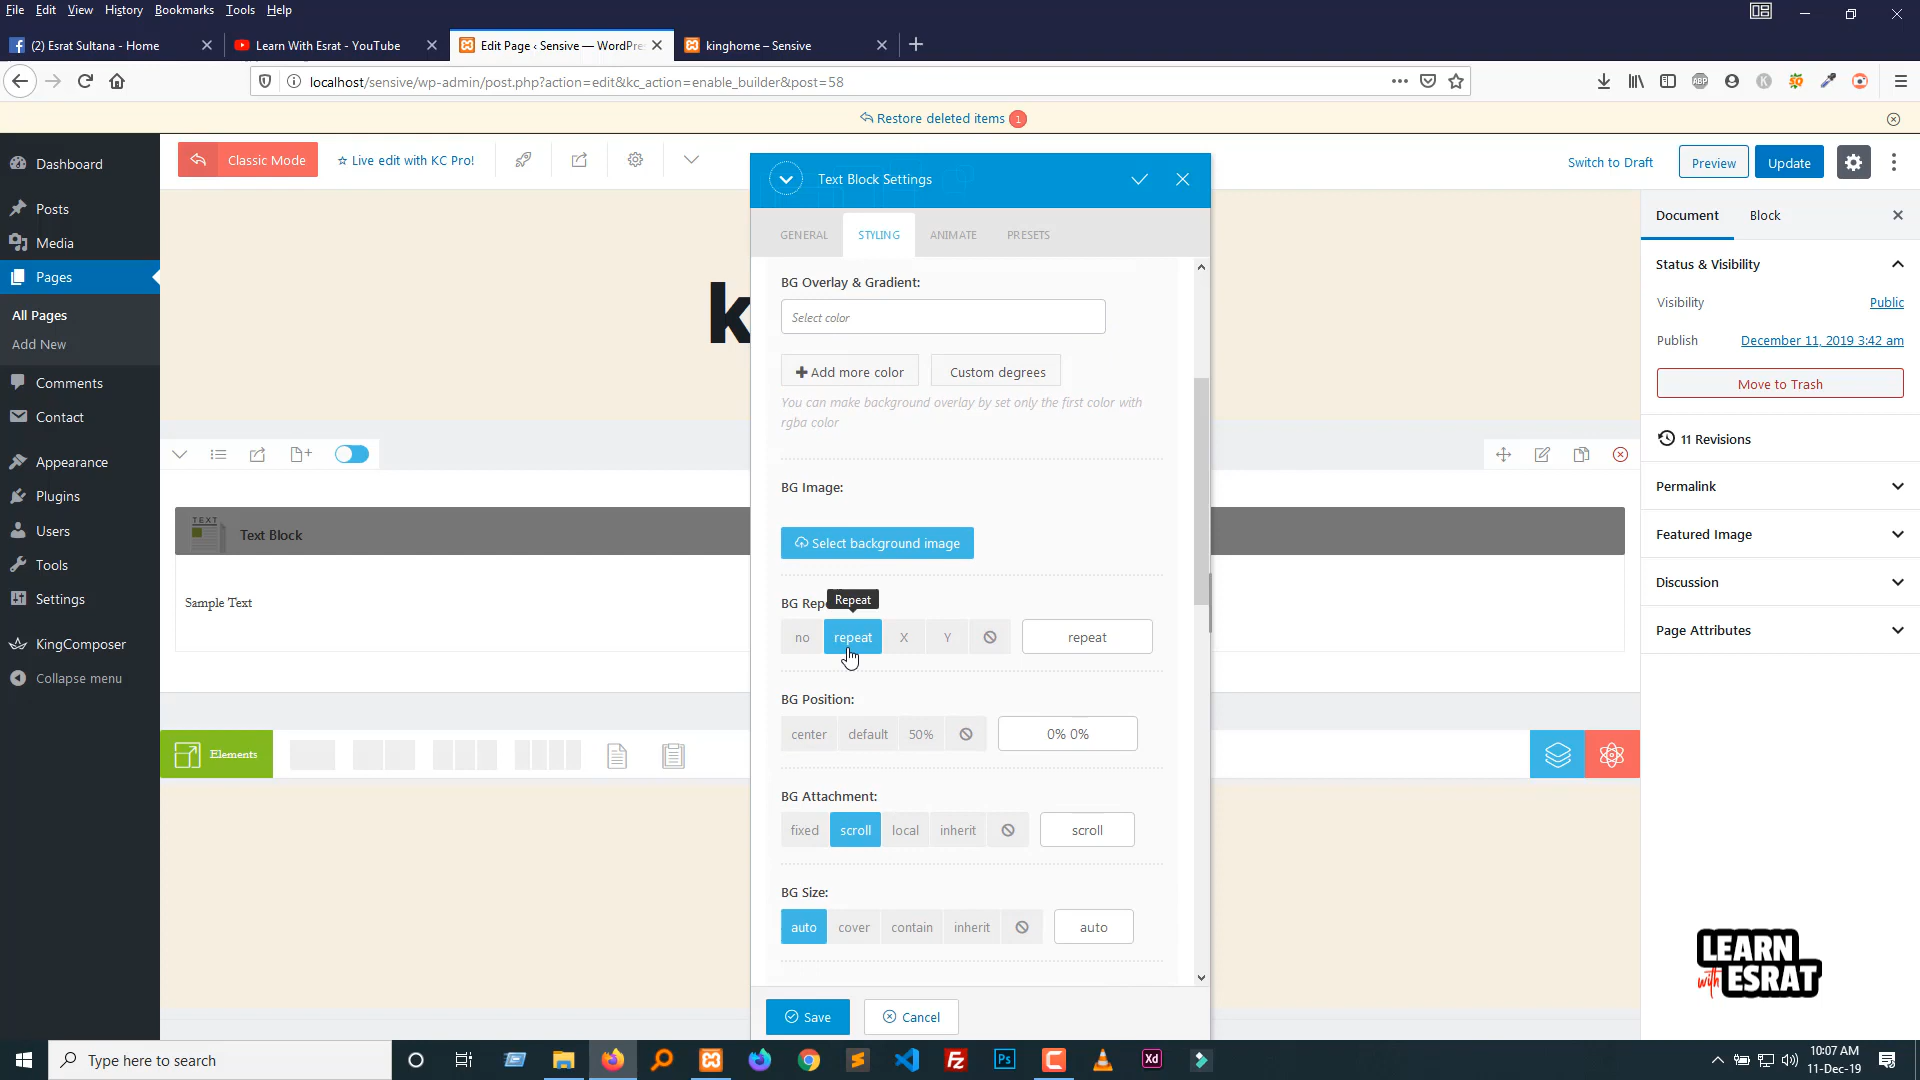 File Edit View History Bookmarks Tools Help
(2) Esrat Sultana - Home
Learn With Esrat - YouTube
Edit Page ‹ Sensive — WordPre
kinghome – Sensive
localhost/sensive/wp-admin/post.php?action=edit&kc_action=enable_builder&post=58
ABP
Restore deleted items 1
Dashboard
Posts
Media
Pages
All Pages
Add New
Comments
Contact
Appearance
Plugins
Users
Tools
Settings
KingComposer
Collapse menu
Classic Mode
Live edit with KC Pro!
Switch to Draft
Preview
Update
k
TEXT
Text Block
Sample Text
Elements
Text Block Settings
GENERAL STYLING ANIMATE PRESETS
BG Overlay & Gradient:
Select color
Add more color
Custom degrees
You can make background overlay by set only the first color with
rgba color
BG Image:
Select background image
BG Rep
Repeat
no repeat X Y repeat
BG Position:
center default 50% 0% 0%
BG Attachment:
fixed scroll local inherit scroll
BG Size:
auto cover contain inherit auto
Save
Cancel
Document Block
Status & Visibility
Visibility Public
Publish December 11, 2019 3:42 am
Move to Trash
11 Revisions
Permalink
Featured Image
Discussion
Page Attributes
LEARN
with ESRAT
Type here to search
Fz
Ps
Xd
10:07 AM
11-Dec-19